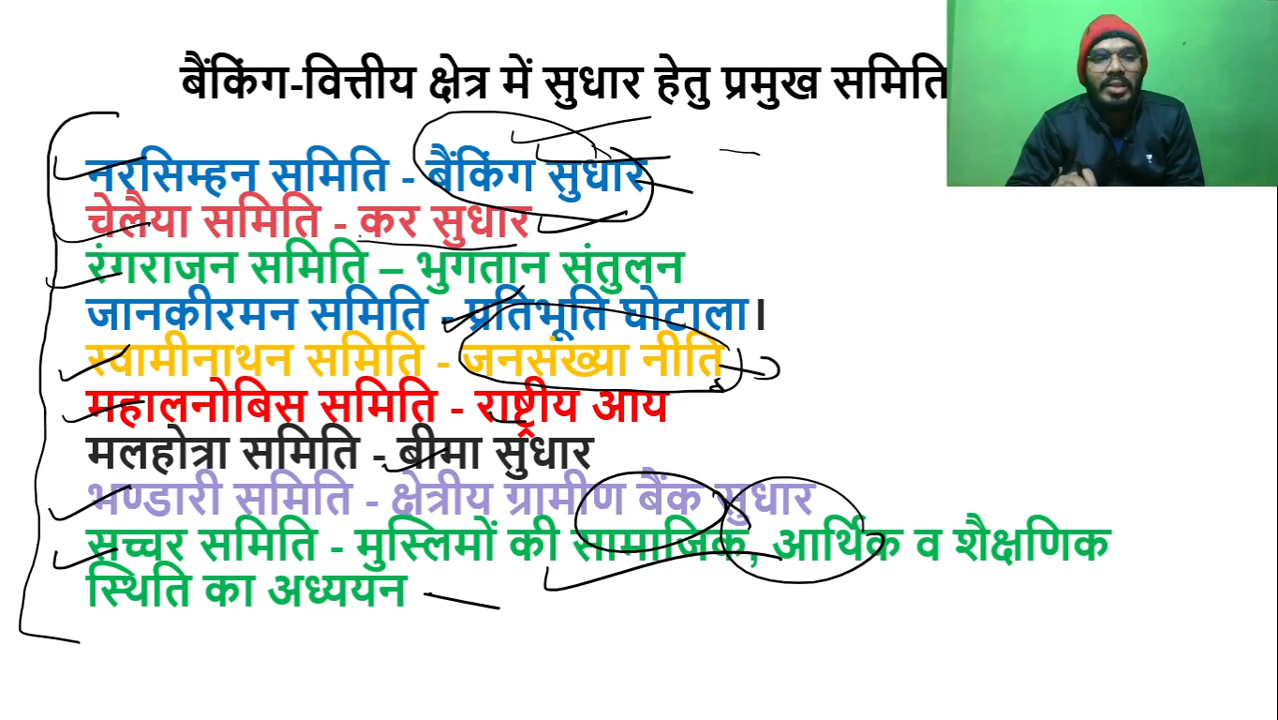 बैंकिंग-वित्तीय क्षेत्र में सुधार हेतु प्रमुख समिति
नरसिम्हन समिति - बैंकिंग सुधार
चेलैया समिति - कर सुधार
रंगराजन समिति – भुगतान संतुलन
जानकीरमन समिति - प्रतिभूति घोटाला।
स्वामीनाथन समिति - जनसंख्या नीति
महालनोबिस समिति - राष्ट्रीय आय
मलहोत्रा समिति - बीमा सुधार
भण्डारी समिति - क्षेत्रीय ग्रामीण बैंक सुधार
सच्चर समिति - मुस्लिमों की सामाजिक, आर्थिक व शैक्षणिक
स्थिति का अध्ययन